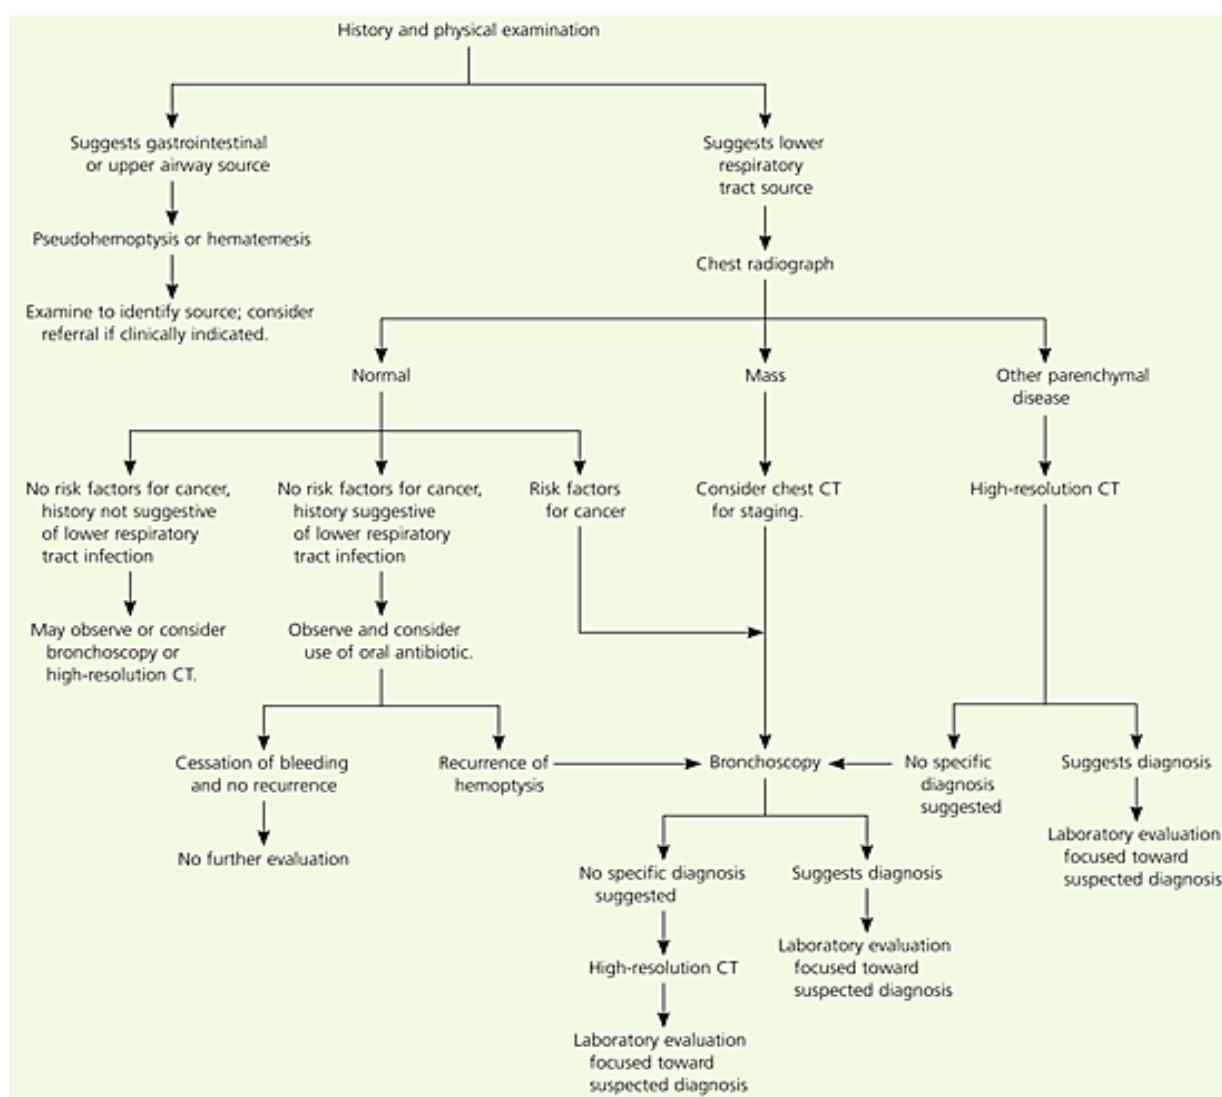 History and physical examination
Suggests gastrointestinal
or upper airway source
Suggests lower
respiratory
tract source
Pseudohemoptysis or hematemesis
Chest radiograph
Examine to identify source; consider
referral if clinically indicated.
Normal
Mass
Other parenchymal
disease
No risk factors for cancer,
history not suggestive
of lower respiratory
tract infection
No risk factors for cancer,
history suggestive
of lower respiratory
tract infection
Risk factors
for cancer
Consider chest CT
for staging.
High-resolution CT
May observe or consider
bronchoscopy or
high-resolution CT.
Observe and consider
use of oral antibiotic.
Cessation of bleeding
and no recurrence
Recurrence of
hemoptysis
Bronchoscopy
No specific
diagnosis
suggested
Suggests diagnosis
No further evaluation
Laboratory evaluation
focused toward
suspected diagnosis
No specific diagnosis
suggested
Suggests diagnosis
High-resolution CT
Laboratory evaluation
focused toward
suspected diagnosis
Laboratory evaluation
focused toward
suspected diagnosis